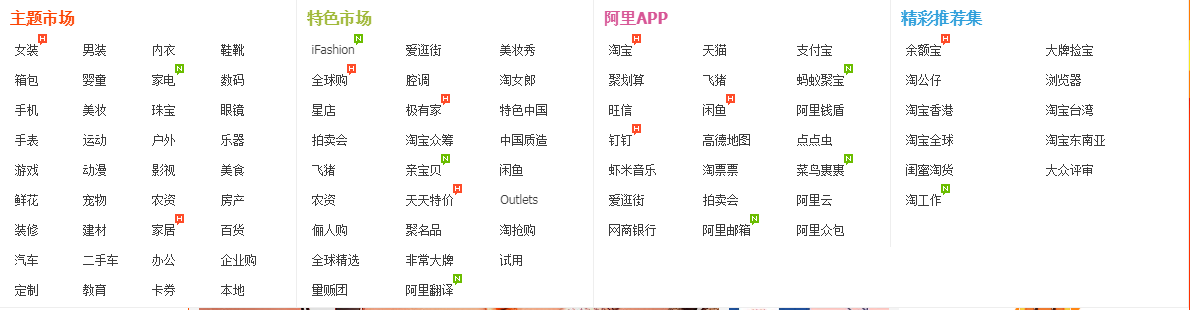 主题市场
女装 H 男装 内衣 鞋靴
箱包 婴童 家电 N 数码
手机 美妆 珠宝 眼镜
手表 运动 户外 乐器
游戏 动漫 影视 美食
鲜花 宠物 农资 房产
装修 建材 家居 H 百货
汽车 二手车 办公 企业购
定制 教育 卡券 本地
特色市场
iFashion N 爱逛街 美妆秀
全球购 H 腔调 淘女郎
星店 极有家 H 特色中国
拍卖会 淘宝众筹 中国质造
飞猪 亲宝贝 N 闲鱼
农资 天天特价 H Outlets
俪人购 聚名品 淘抢购
全球精选 非常大牌 试用
量贩团 阿里翻译 N
阿里APP
淘宝 H 天猫 支付宝
聚划算 飞猪 蚂蚁聚宝 N
旺信 闲鱼 H 阿里钱盾
钉钉 H 高德地图 点点虫
虾米音乐 淘票票 菜鸟裹裹 N
爱逛街 拍卖会 阿里云
网商银行 阿里邮箱 N 阿里众包
精彩推荐集
余额宝 H 大牌捡宝
淘公仔 浏览器
淘宝香港 淘宝台湾
淘宝全球 淘宝东南亚
闺蜜淘货 大众评审
淘工作 N